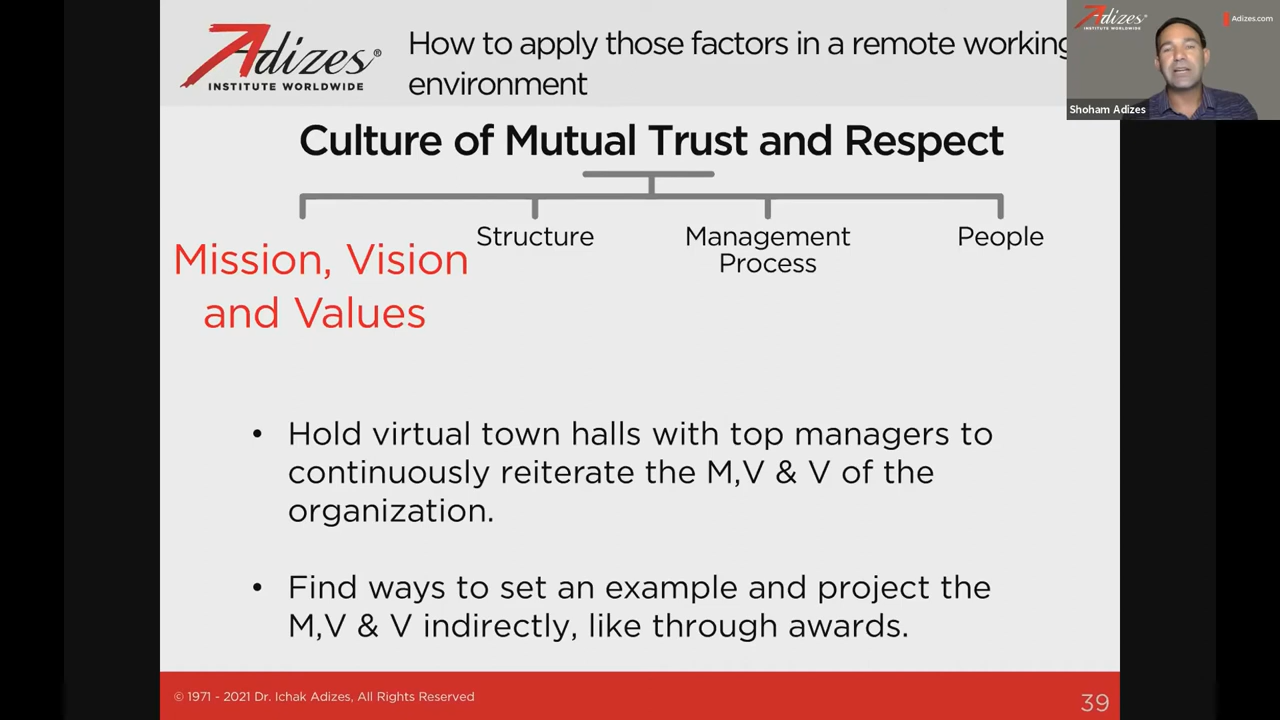 Adizes®
INSTITUTE WORLDWIDE
How to apply those factors in a remote working
environment
Adizes
INSTITUTE WORLDWIDE
Adizes.com
Shoham Adizes
Culture of Mutual Trust and Respect
Mission, Vision
and Values
Structure
Management
Process
People
• Hold virtual town halls with top managers to
continuously reiterate the M,V & V of the
organization.
• Find ways to set an example and project the
M,V & V indirectly, like through awards.
© 1971 - 2021 Dr. Ichak Adizes, All Rights Reserved
39